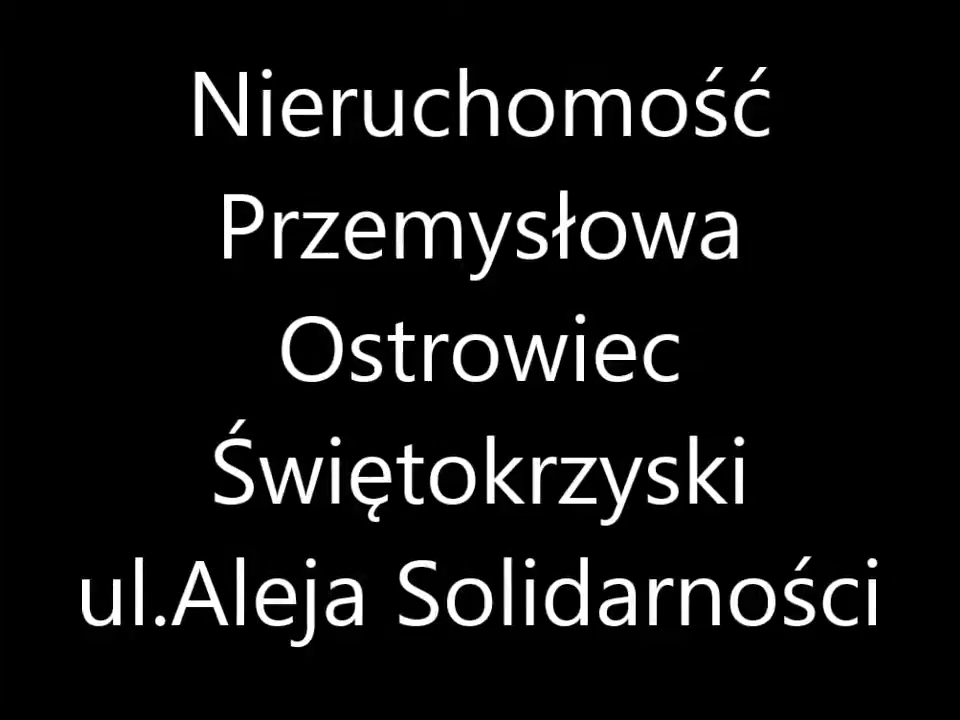 Nieruchomość
Przemysłowa
Ostrowiec
Świętokrzyski
ul.Aleja Solidarności